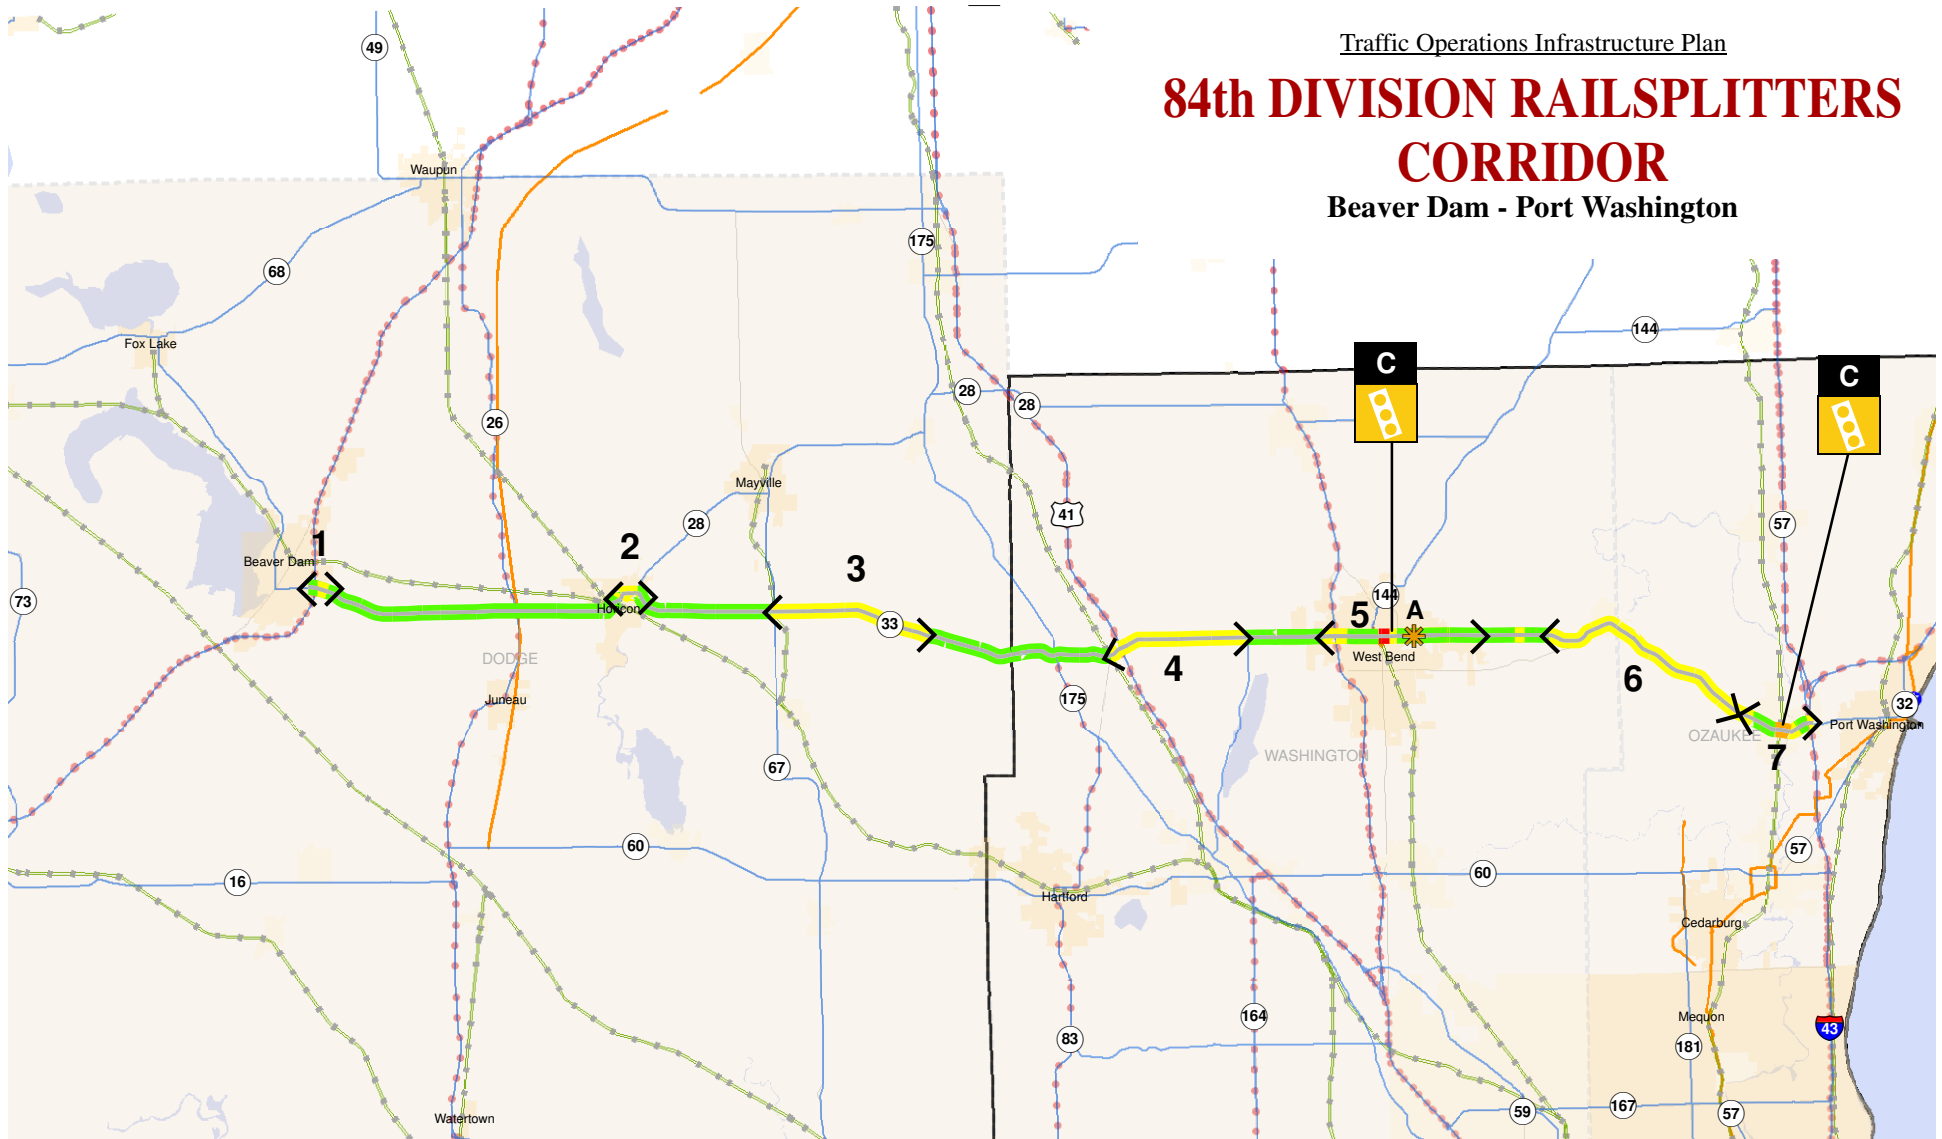 Traffic Operations Infrastructure Plan
84th DIVISION RAILSPLITTERS
CORRIDOR
Beaver Dam - Port Washington
49
Waupun
175
68
144
Fox Lake
C
C
28
28
26
Mayville
41
28
57
1
2
Beaver Dam
3
73
Horicon
33
144
5
A
West Bend
DODGE
4
6
Juneau
175
32
Port Washington
OZAUKEE
WASHINGTON
7
67
60
57
60
16
Hartford
Cedarburg
164
Mequon
43
83
181
Watertown
59
167
57